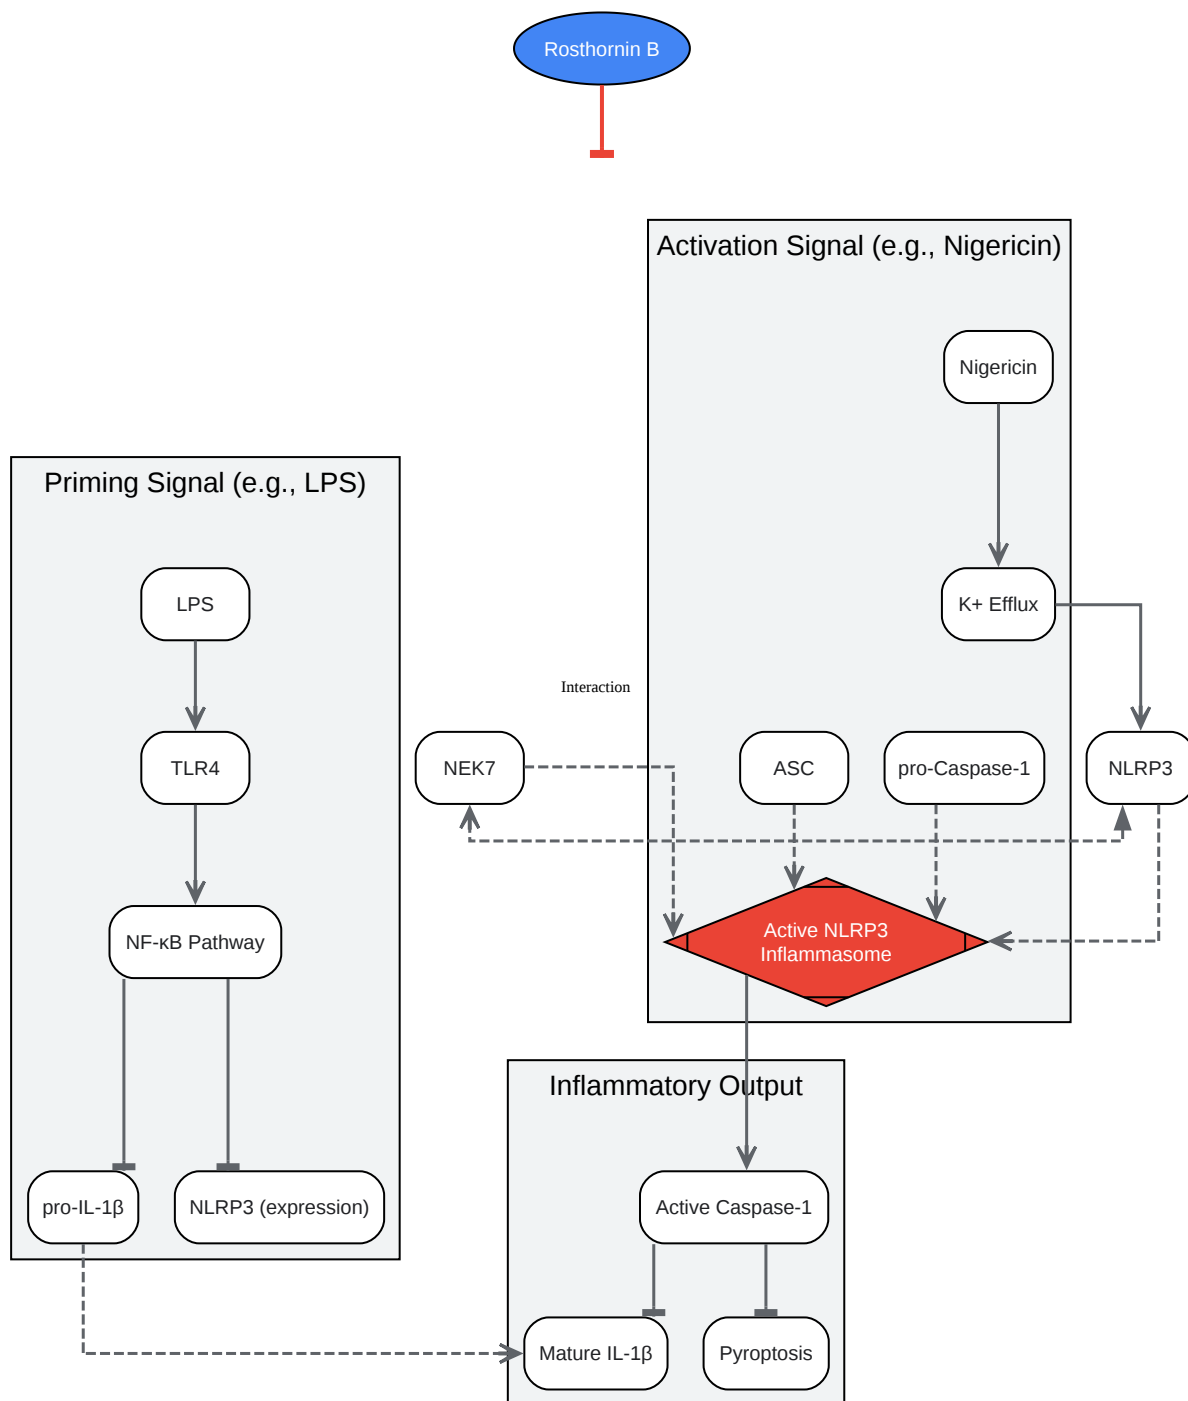 Rosthornin B
Activation Signal (e.g., Nigericin)
Nigericin
Priming Signal (e.g., LPS)
LPS
K+ Efflux
Interaction
TLR4
NEK7
ASC
pro-Caspase-1
NLRP3
NF-κB Pathway
Active NLRP3
Inflammasome
Inflammatory Output
pro-IL-1β
NLRP3 (expression)
Active Caspase-1
Mature IL-1β
Pyroptosis